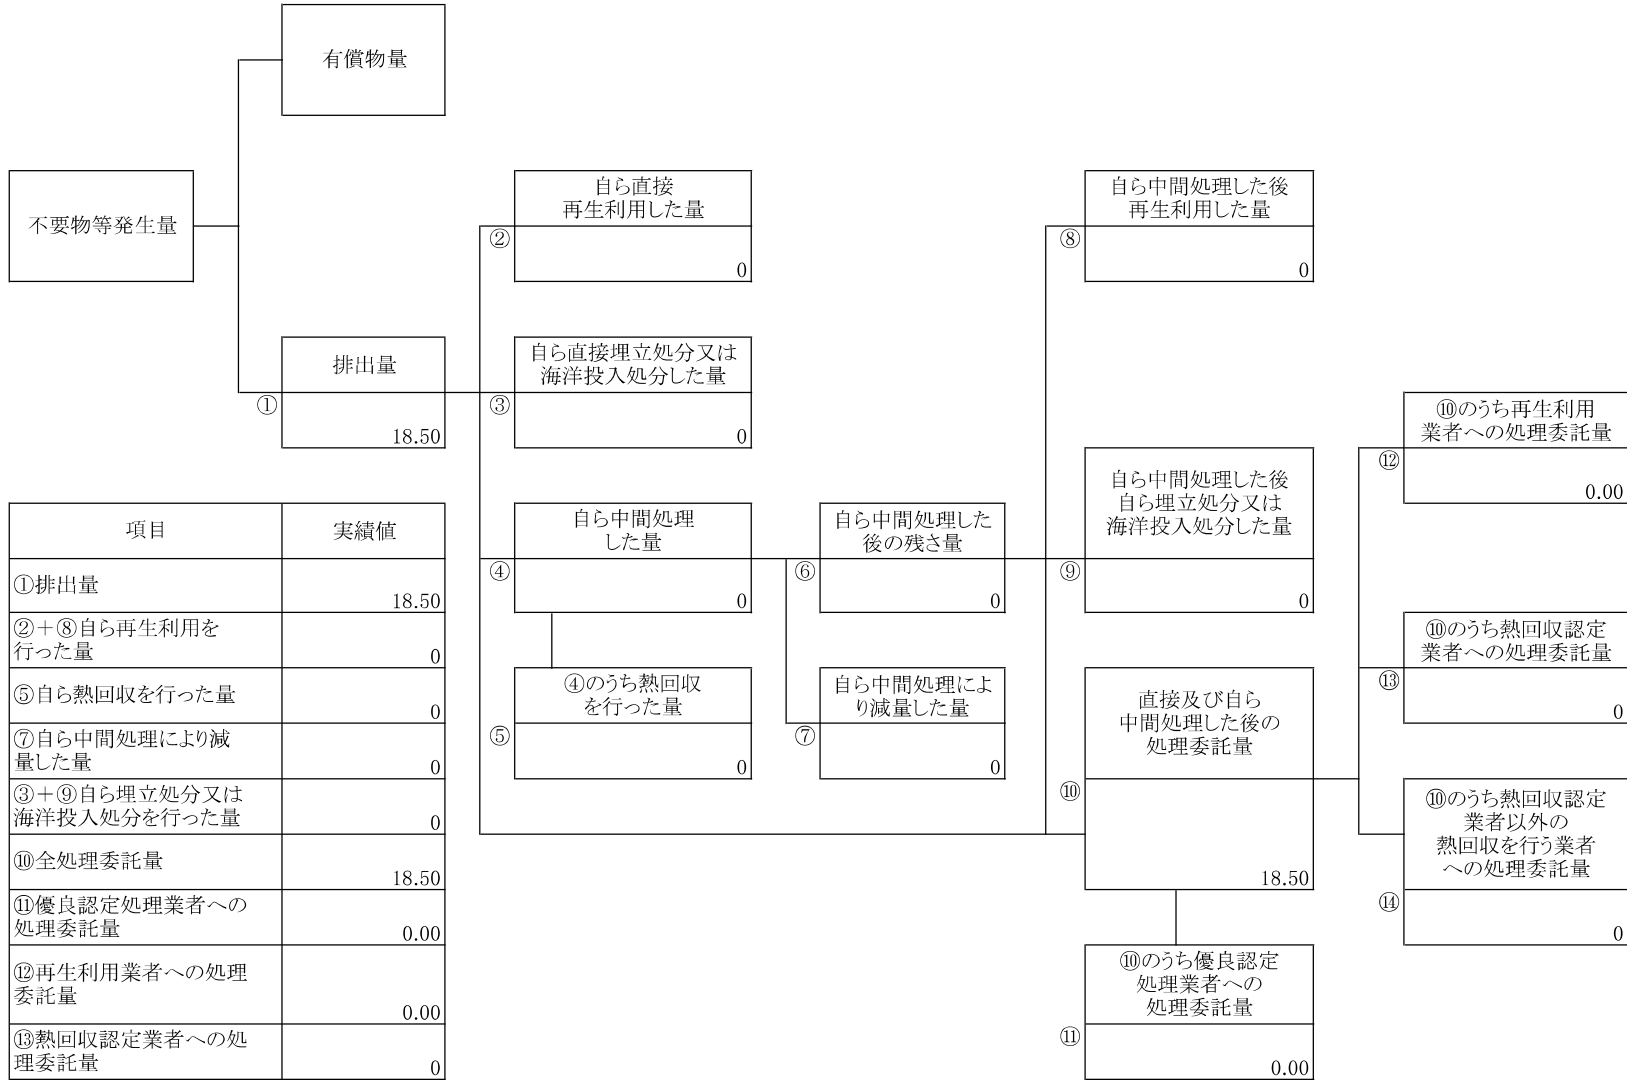 有償物量
不要物等発生量
自ら直接
再生利用した量
②
0
自ら中間処理した後
再生利用した量
⑧
0
排出量
①
18.50
自ら直接埋立処分又は
海洋投入処分した量
③
0
⑩のうち再生利用
業者への処理委託量
⑫
0.00
自ら中間処理
した量
④
0
自ら中間処理した
後の残さ量
⑥
0
自ら中間処理した後
自ら埋立処分又は
海洋投入処分した量
⑨
0
⑩のうち熱回収認定
業者への処理委託量
⑬
0
④のうち熱回収
を行った量
⑤
0
自ら中間処理によ
り減量した量
⑦
0
直接及び自ら
中間処理した後の
処理委託量
⑩
18.50
⑩のうち熱回収認定
業者以外の
熱回収を行う業者
への処理委託量
⑭
0
⑩のうち優良認定
処理業者への
処理委託量
⑪
0.00
項目 実績値
①排出量
18.50
②＋⑧自ら再生利用を
行った量
0
⑤自ら熱回収を行った量
0
⑦自ら中間処理により減
量した量
0
③＋⑨自ら埋立処分又は
海洋投入処分を行った量
0
⑩全処理委託量
18.50
⑪優良認定処理業者への
処理委託量
0.00
⑫再生利用業者への処理
委託量
0.00
⑬熱回収認定業者への処
理委託量
0